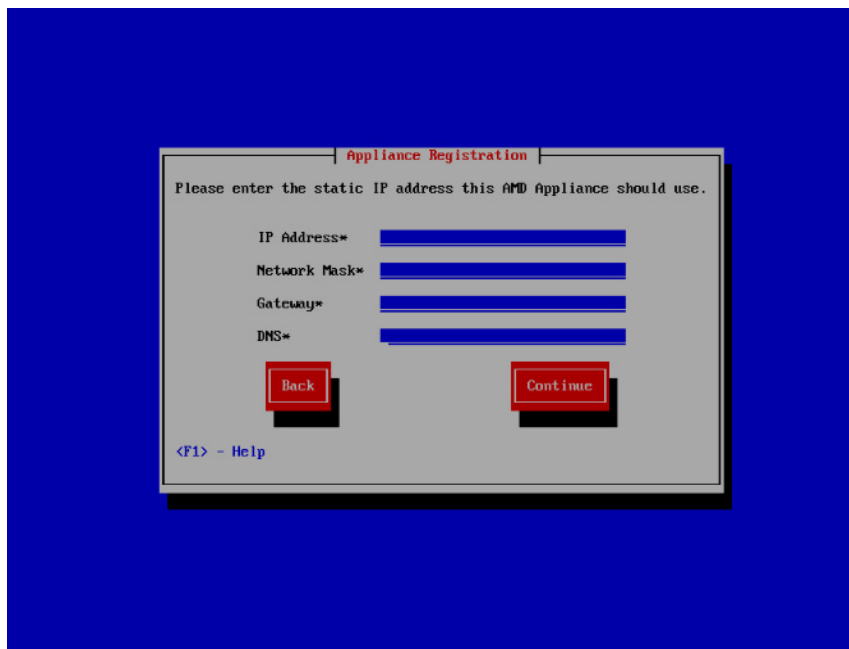 Appliance Registration
Please enter the static IP address this AMD Appliance should use.
IP Address*
Network Mask*
Gateway*
DNS*
Back Continue
<F1> - Help